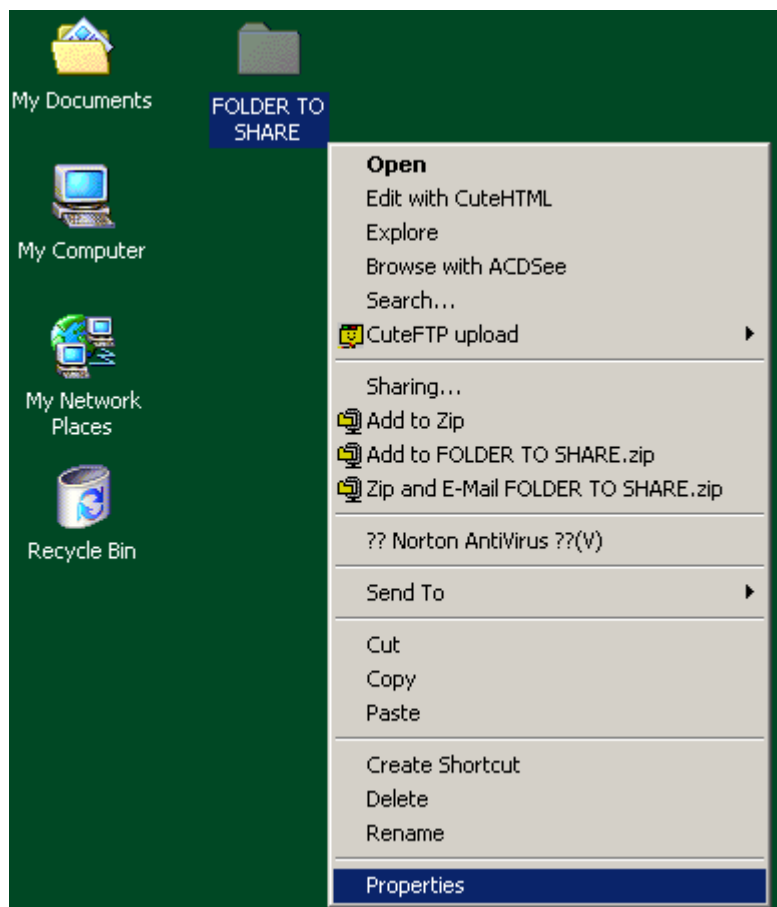 My Documents
FOLDER TO
SHARE
My Computer
My Network
Places
Recycle Bin
Open
Edit with CuteHTML
Explore
Browse with ACDSee
Search...
CuteFTP upload
Sharing...
Add to Zip
Add to FOLDER TO SHARE.zip
Zip and E-Mail FOLDER TO SHARE.zip
?? Norton AntiVirus ??(V)
Send To
Cut
Copy
Paste
Create Shortcut
Delete
Rename
Properties